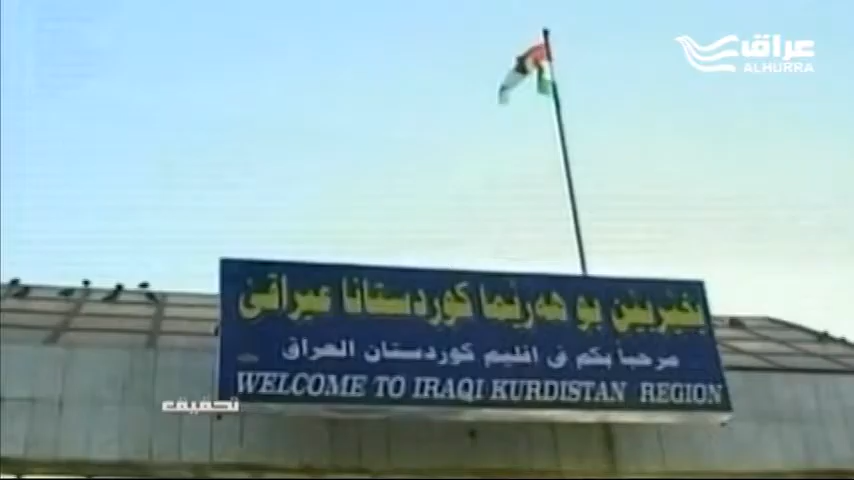 عراق
ALHURRA
بخێربێن بو هەرێما کوردستانا عیراقێ
مرحبا بكم في اقليم كوردستان العراق
WELCOME TO IRAQI KURDISTAN REGION
تحقيق